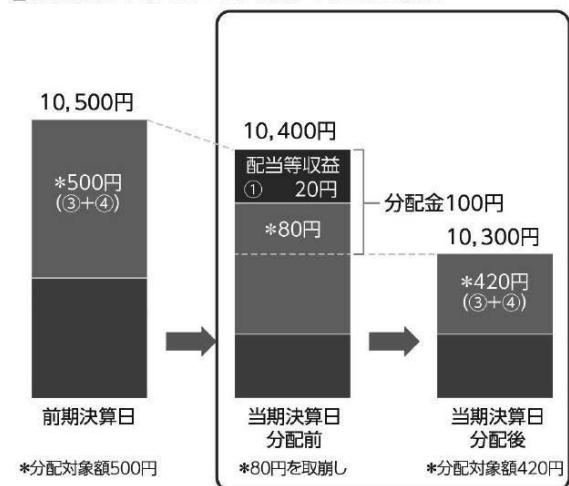 10,500円
*500円
(③+④)
前期決算日
*分配対象額500円
10,400円
配当等収益
① 20円
*80円
分配金100円
当期決算日
分配前
*80円を取崩し
10,300円
*420円
(③+④)
当期決算日
分配後
*分配対象額420円